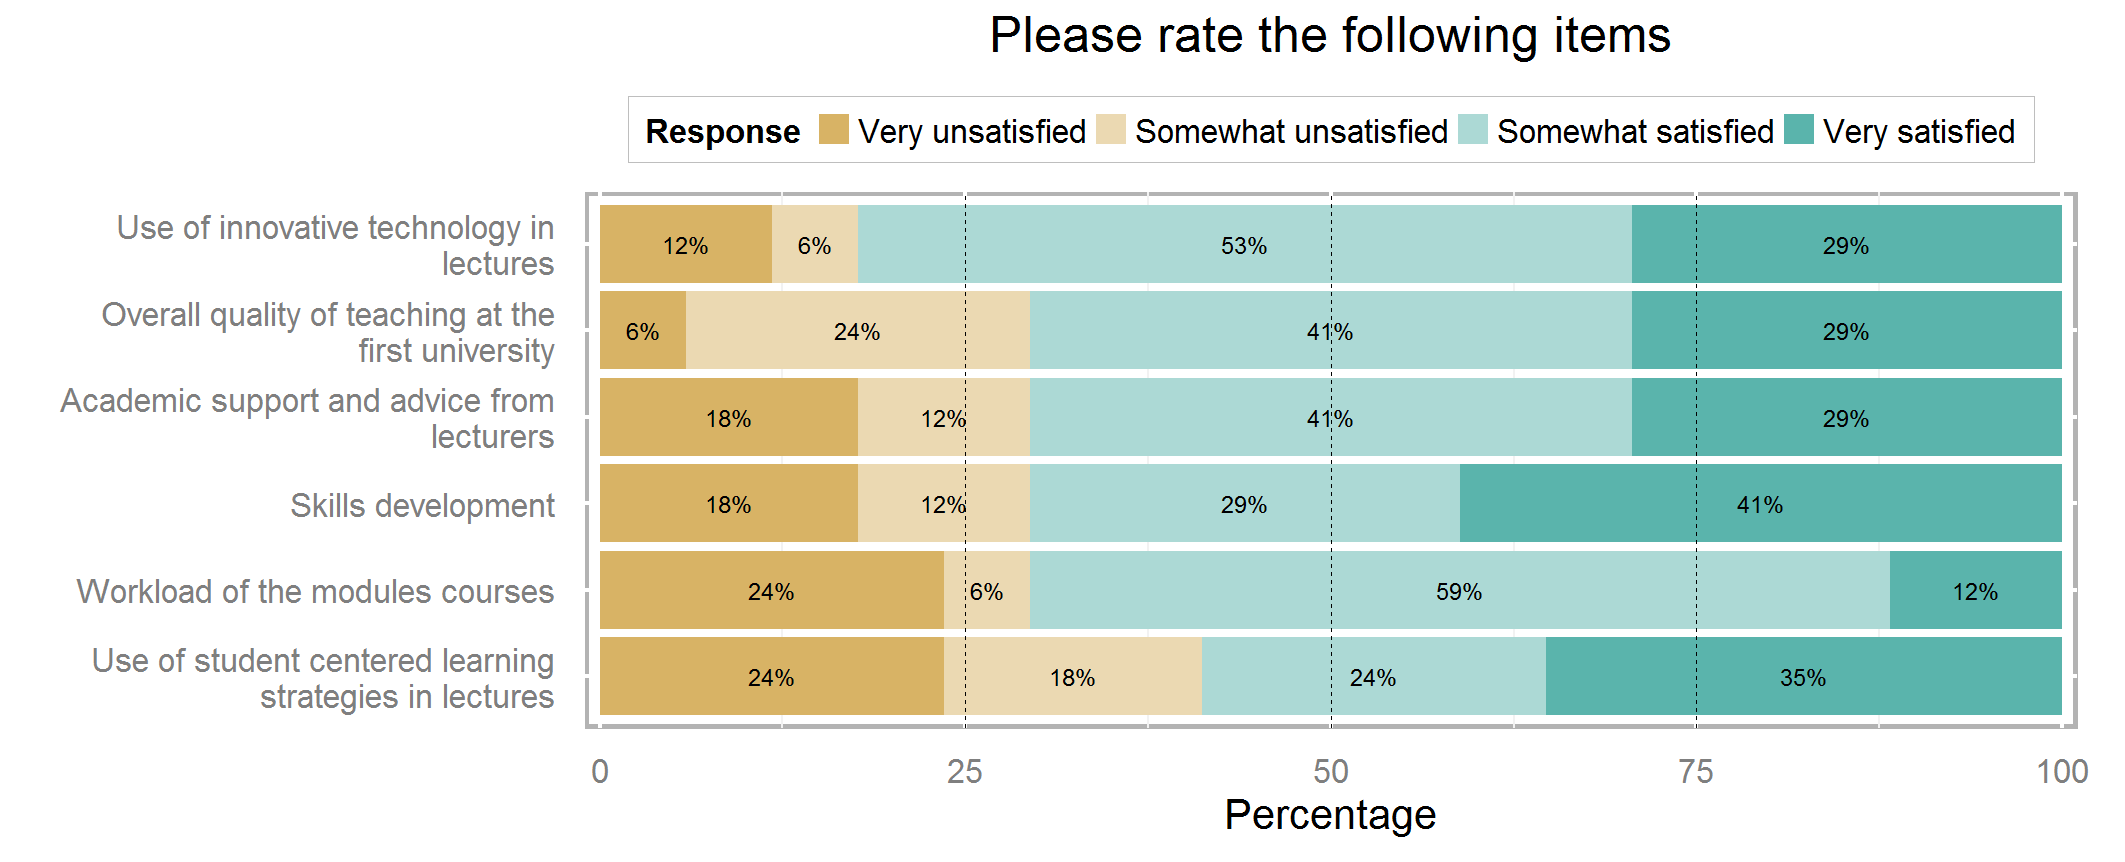 Please rate the following items
Response Very unsatisfied Somewhat unsatisfied Somewhat satisfied Very satisfied
Use of innovative technology in
lectures
12% 6% 53% 29%
Overall quality of teaching at the
first university
6% 24% 41% 29%
Academic support and advice from
lecturers
18% 12% 41% 29%
Skills development
18% 12% 29% 41%
Workload of the modules courses
24% 6% 59% 12%
Use of student centered learning
strategies in lectures
24% 18% 24% 35%
0 25 50 75 100
Percentage